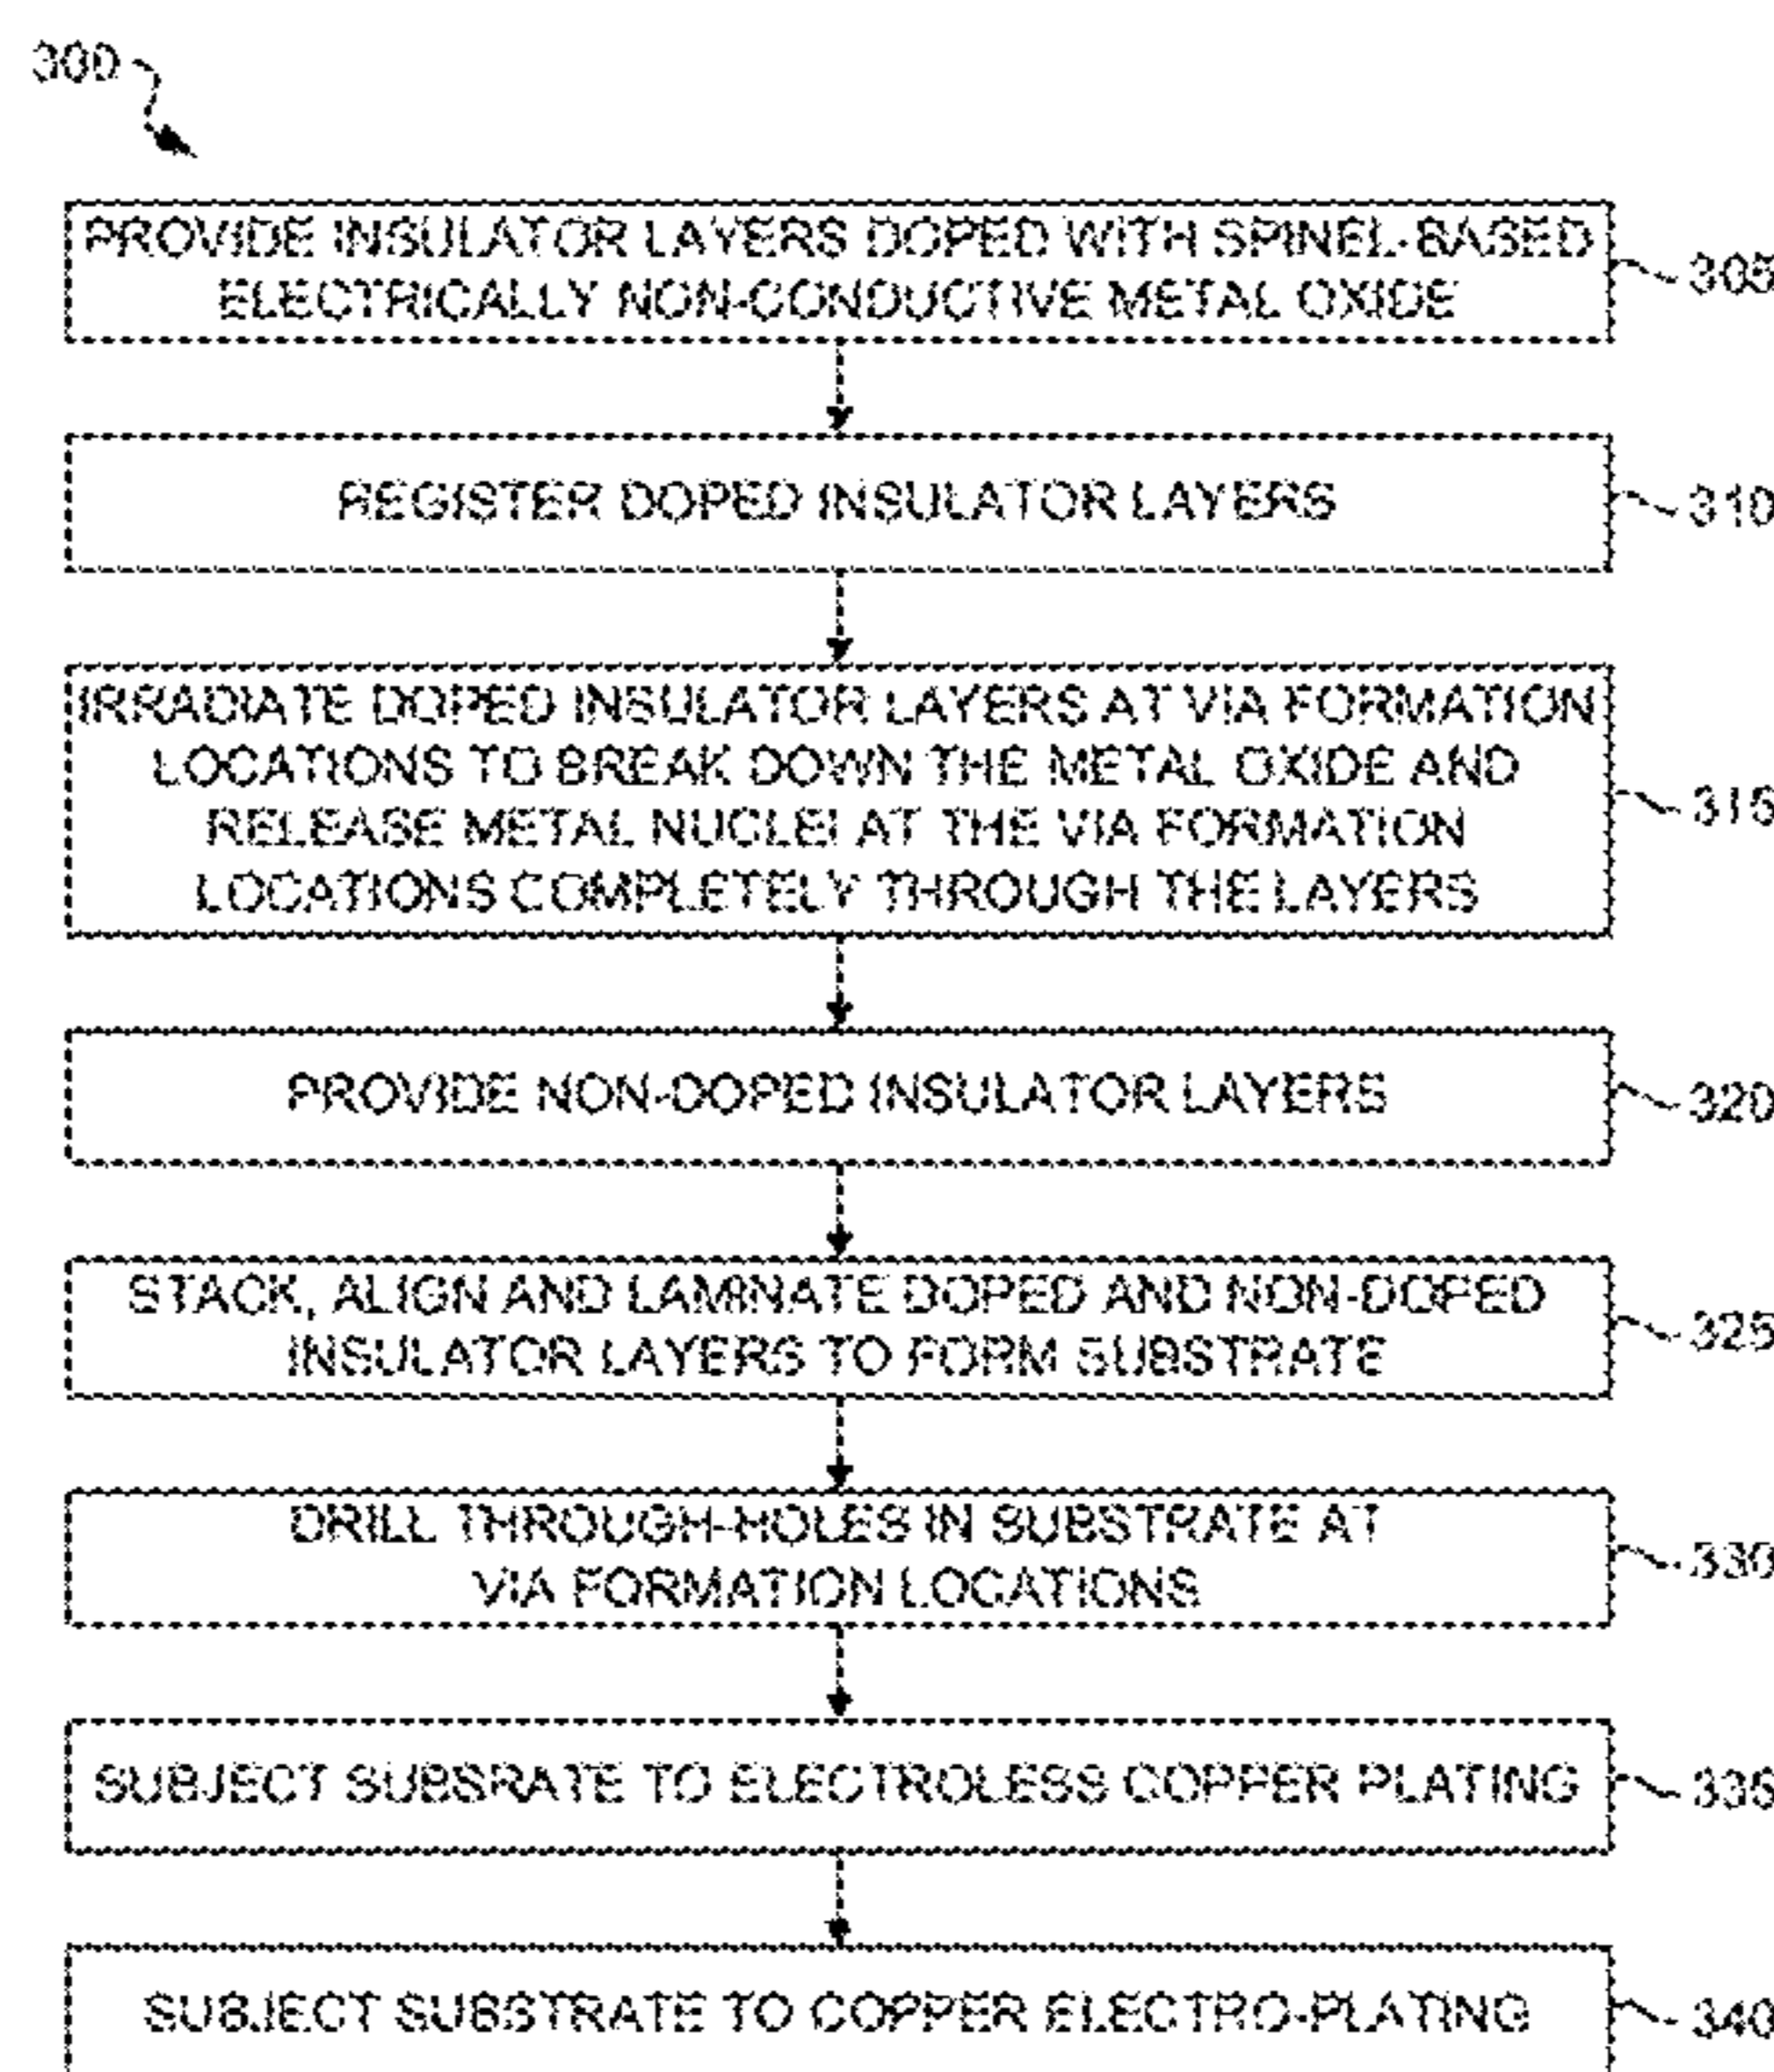 300
PROVIDE INSULATOR LAYERS DOPED WITH SPINEL-BASED
ELECTRICALLY NON-CONDUCTIVE METAL OXIDE
305
REGISTER DOPED INSULATOR LAYERS
310
IRRADIATE DOPED INSULATOR LAYERS AT VIA FORMATION
LOCATIONS TO BREAK DOWN THE METAL OXIDE AND
RELEASE METAL NUCLEI AT THE VIA FORMATION
LOCATIONS COMPLETELY THROUGH THE LAYERS
315
PROVIDE NON-DOPED INSULATOR LAYERS
320
STACK, ALIGN AND LAMINATE DOPED AND NON-DOPED
INSULATOR LAYERS TO FORM SUBSTRATE
325
DRILL THROUGH-HOLES IN SUBSTRATE AT
VIA FORMATION LOCATIONS
330
SUBJECT SUBSRATE TO ELECTROLESS COPPER PLATING
335
SUBJECT SUBSTRATE TO COPPER ELECTRO-PLATING
340